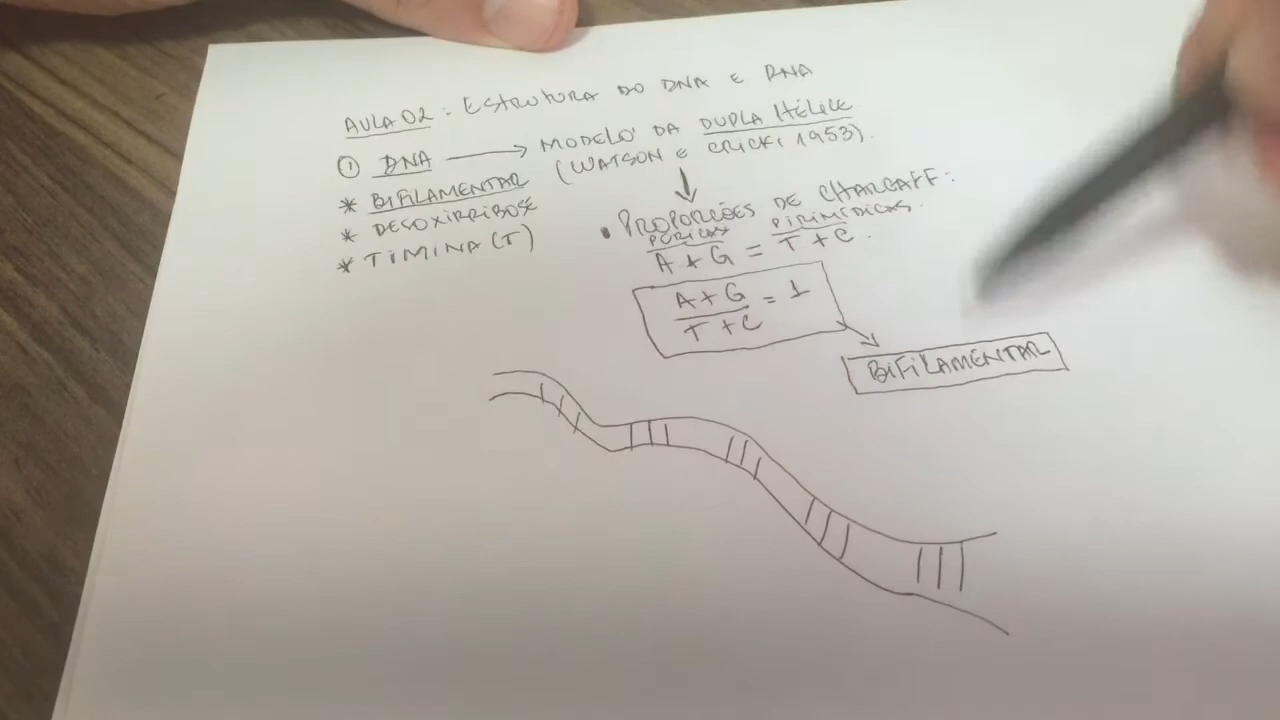 AULA 02: ESTRUTURA DO DNA E RNA
① DNA → MODELO DA DUPLA HÉLICE
(WATSON E CRICK, 1953).
* BIFILAMENTAR
* DESOXIRRIBOSE
* TIMINA (T)
• PROPORÇÕES DE CHARGAFF:
PÚRICAS PIRIMÍDICAS.
A + G = T + C.
A+G
T+C
= 1
BIFILAMENTAR